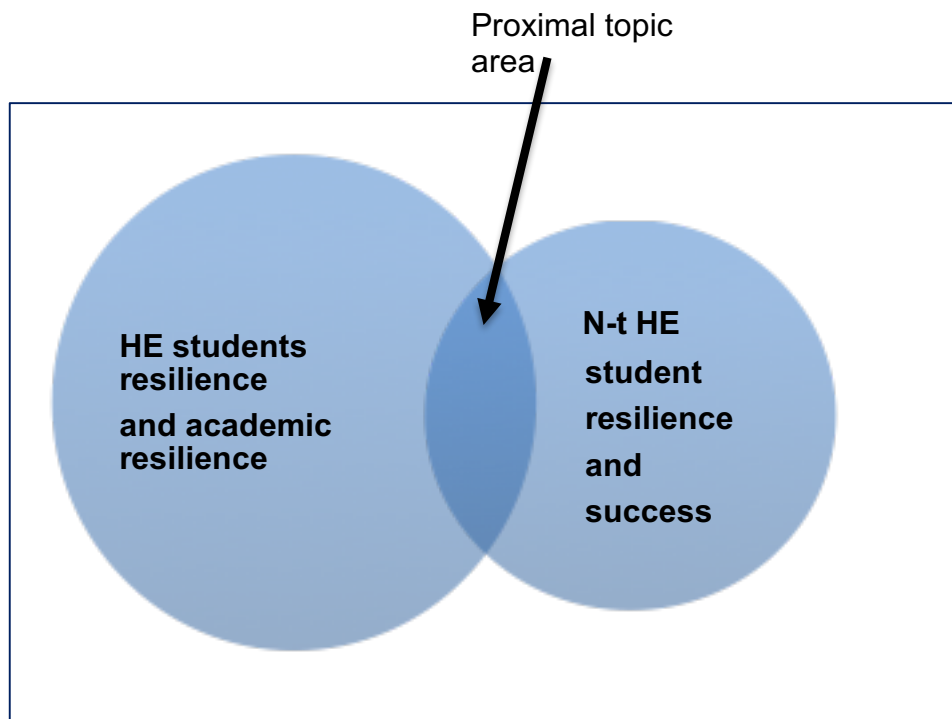 Proximal topic
area
HE students
resilience
and academic
resilience
N-t HE
student
resilience
and
success